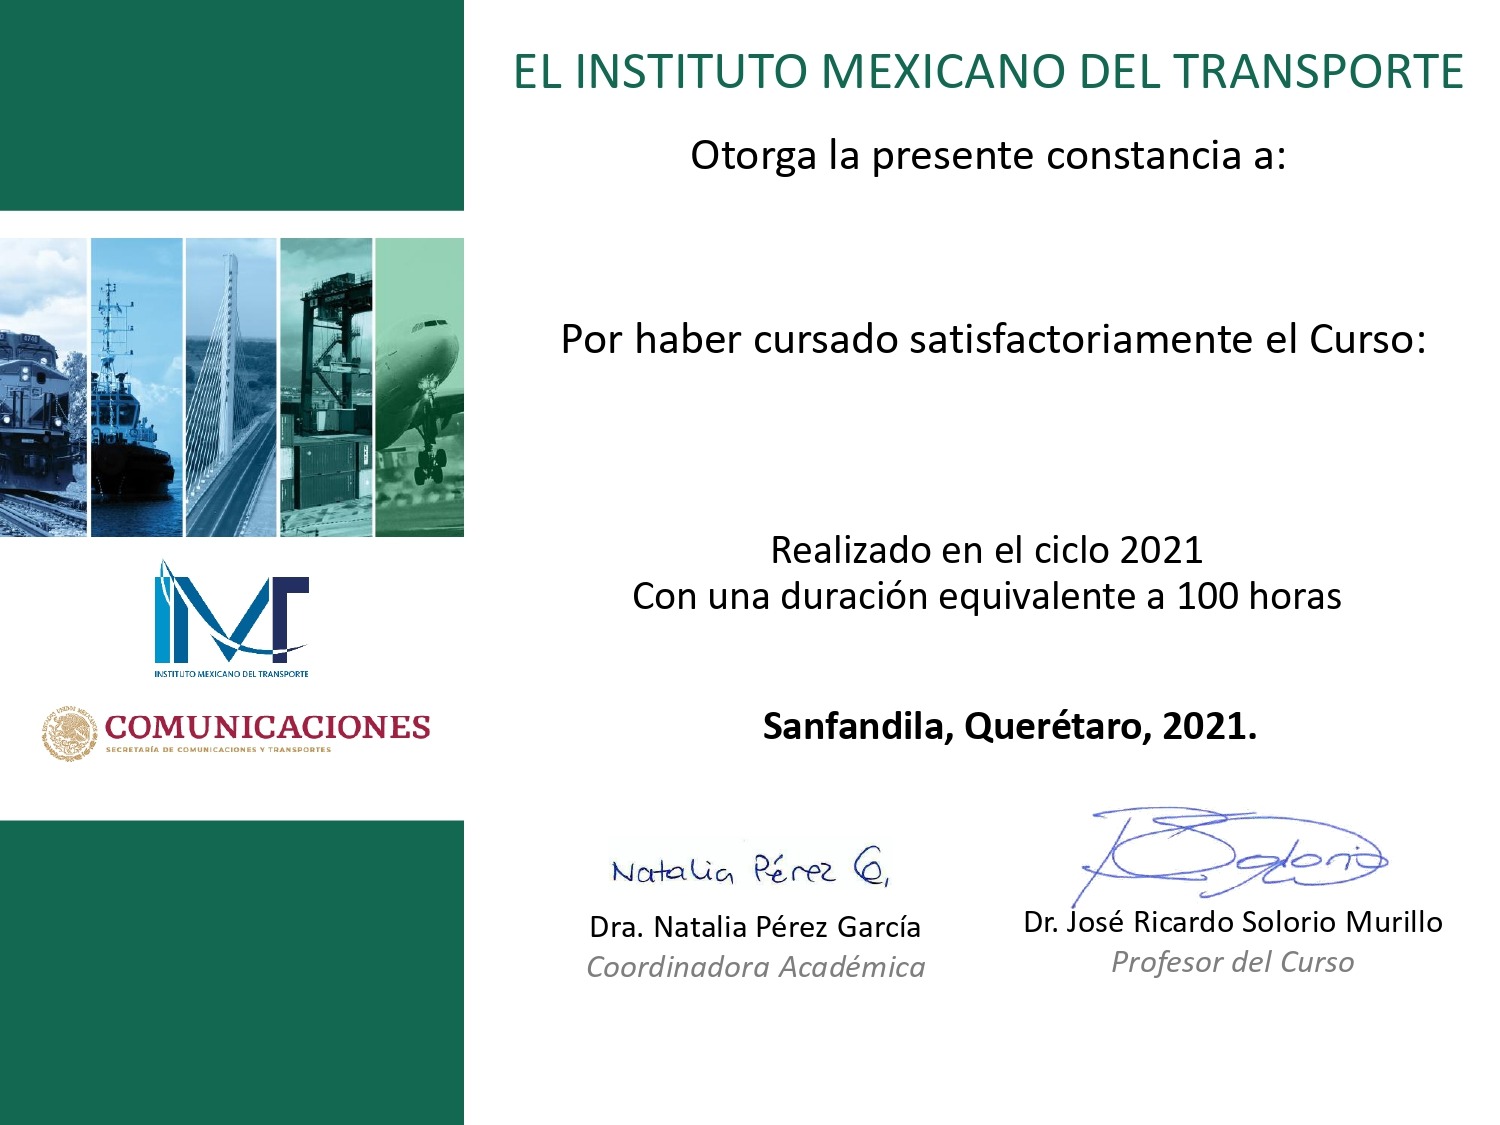 EL INSTITUTO MEXICANO DEL TRANSPORTE
Otorga la presente constancia a:
Por haber cursado satisfactoriamente el Curso:
Realizado en el ciclo 2021
Con una duración equivalente a 100 horas
Sanfandila, Querétaro, 2021.
Natalia Pérez G.
Solorio
Dra. Natalia Pérez García
Coordinadora Académica
Dr. José Ricardo Solorio Murillo
Profesor del Curso
IMT
INSTITUTO MEXICANO DEL TRANSPORTE
COMUNICACIONES
SECRETARÍA DE COMUNICACIONES Y TRANSPORTES